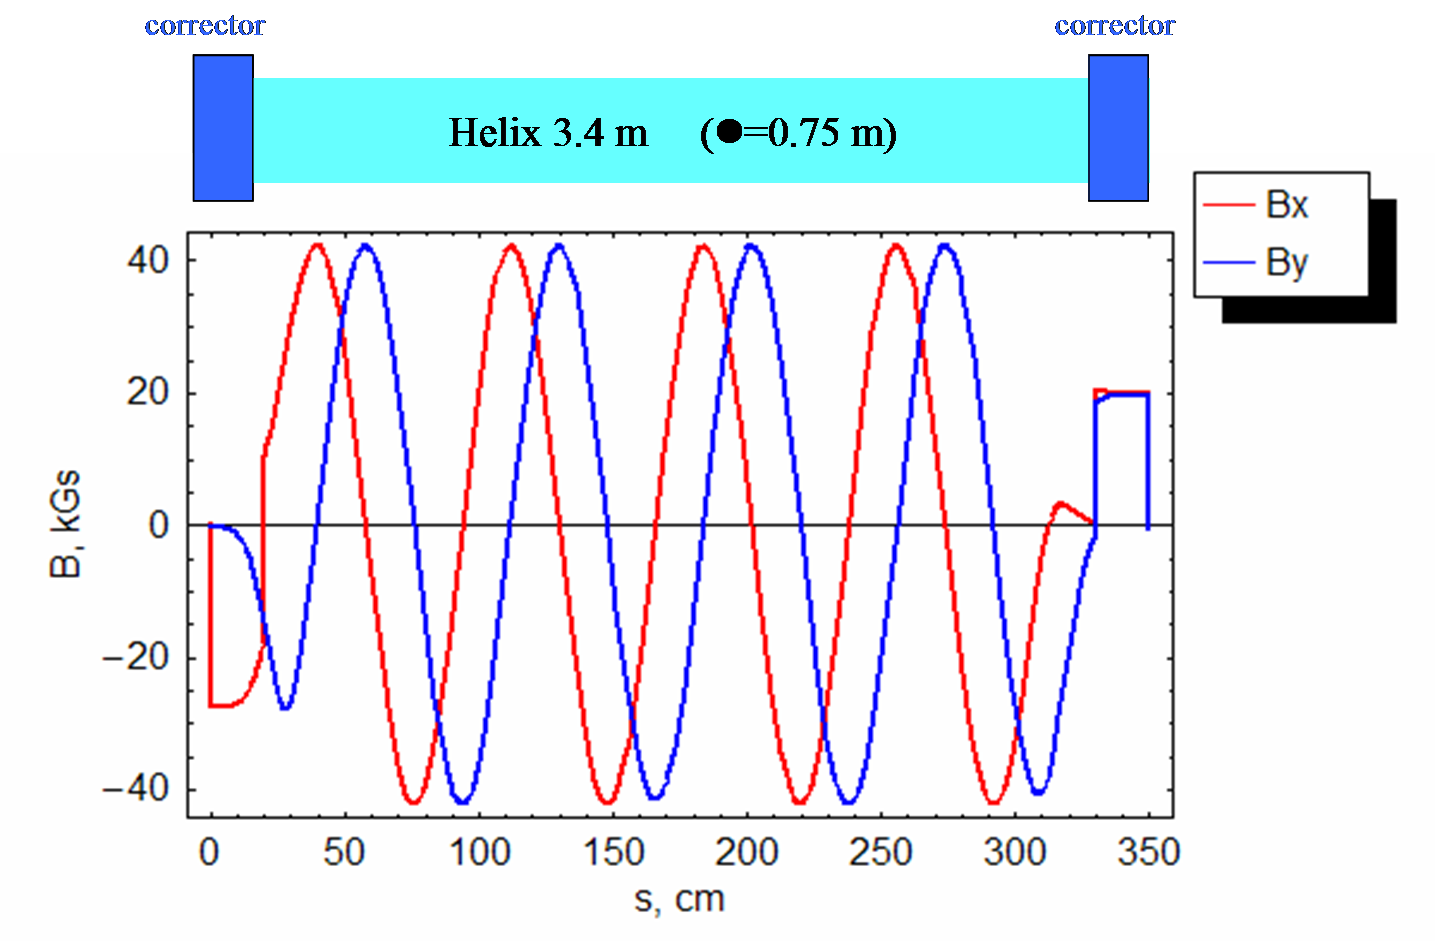 corrector corrector
Helix 3.4 m (●=0.75 m)
Bx
By
40
20
0
−20
−40
B, kGs
0 50 100 150 200 250 300 350
s, cm